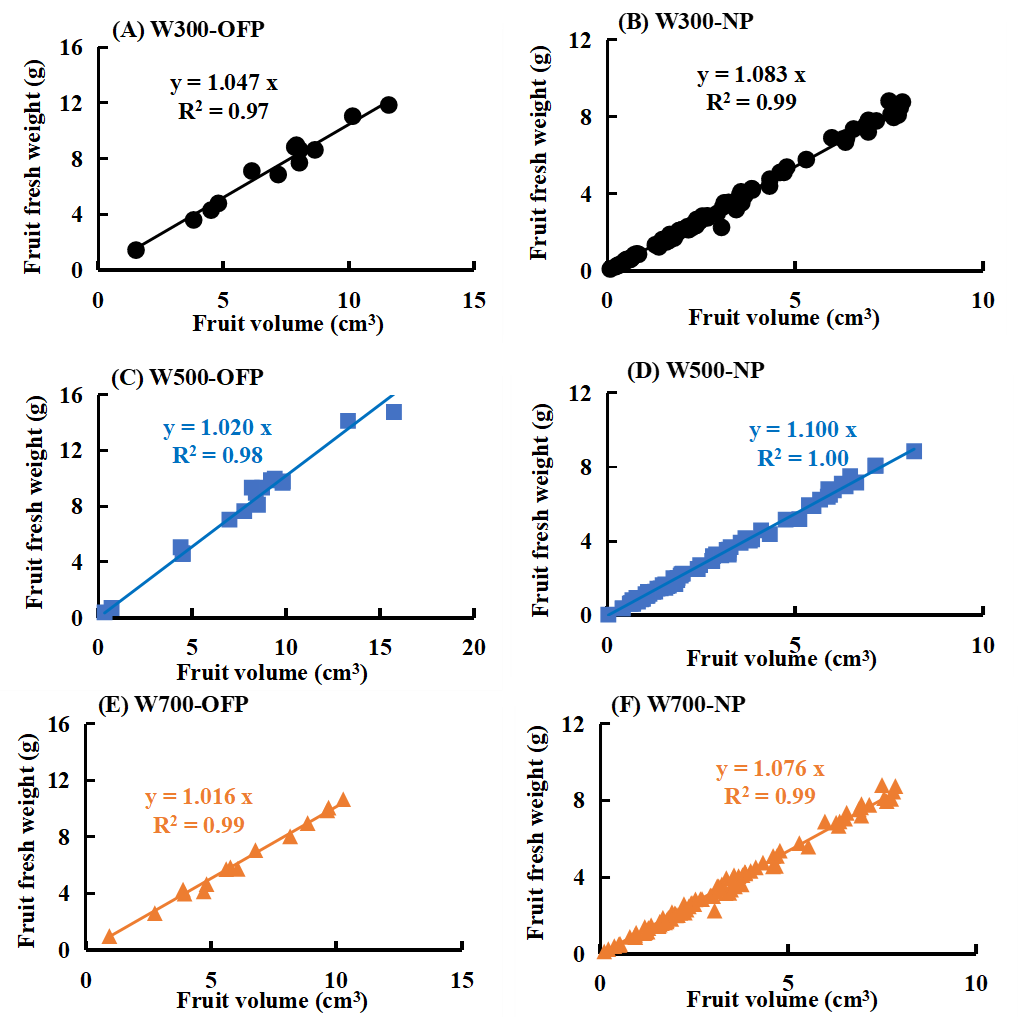 (A) W300-OFP
Fruit fresh weight (g)
16
12
8
4
0
y = 1.047 x
R² = 0.97
0 5 10 15
Fruit volume (cm³)
(B) W300-NP
Fruit fresh weight (g)
12
8
4
0
y = 1.083 x
R² = 0.99
0 5 10
Fruit volume (cm³)
(C) W500-OFP
Fruit fresh weight (g)
16
12
8
4
0
y = 1.020 x
R² = 0.98
0 5 10 15 20
Fruit volume (cm³)
(D) W500-NP
Fruit fresh weight (g)
12
8
4
0
y = 1.100 x
R² = 1.00
0 5 10
Fruit volume (cm³)
(E) W700-OFP
Fruit fresh weight (g)
16
12
8
4
0
y = 1.016 x
R² = 0.99
0 5 10 15
Fruit volume (cm³)
(F) W700-NP
Fruit fresh weight (g)
12
8
4
0
y = 1.076 x
R² = 0.99
0 5 10
Fruit volume (cm³)